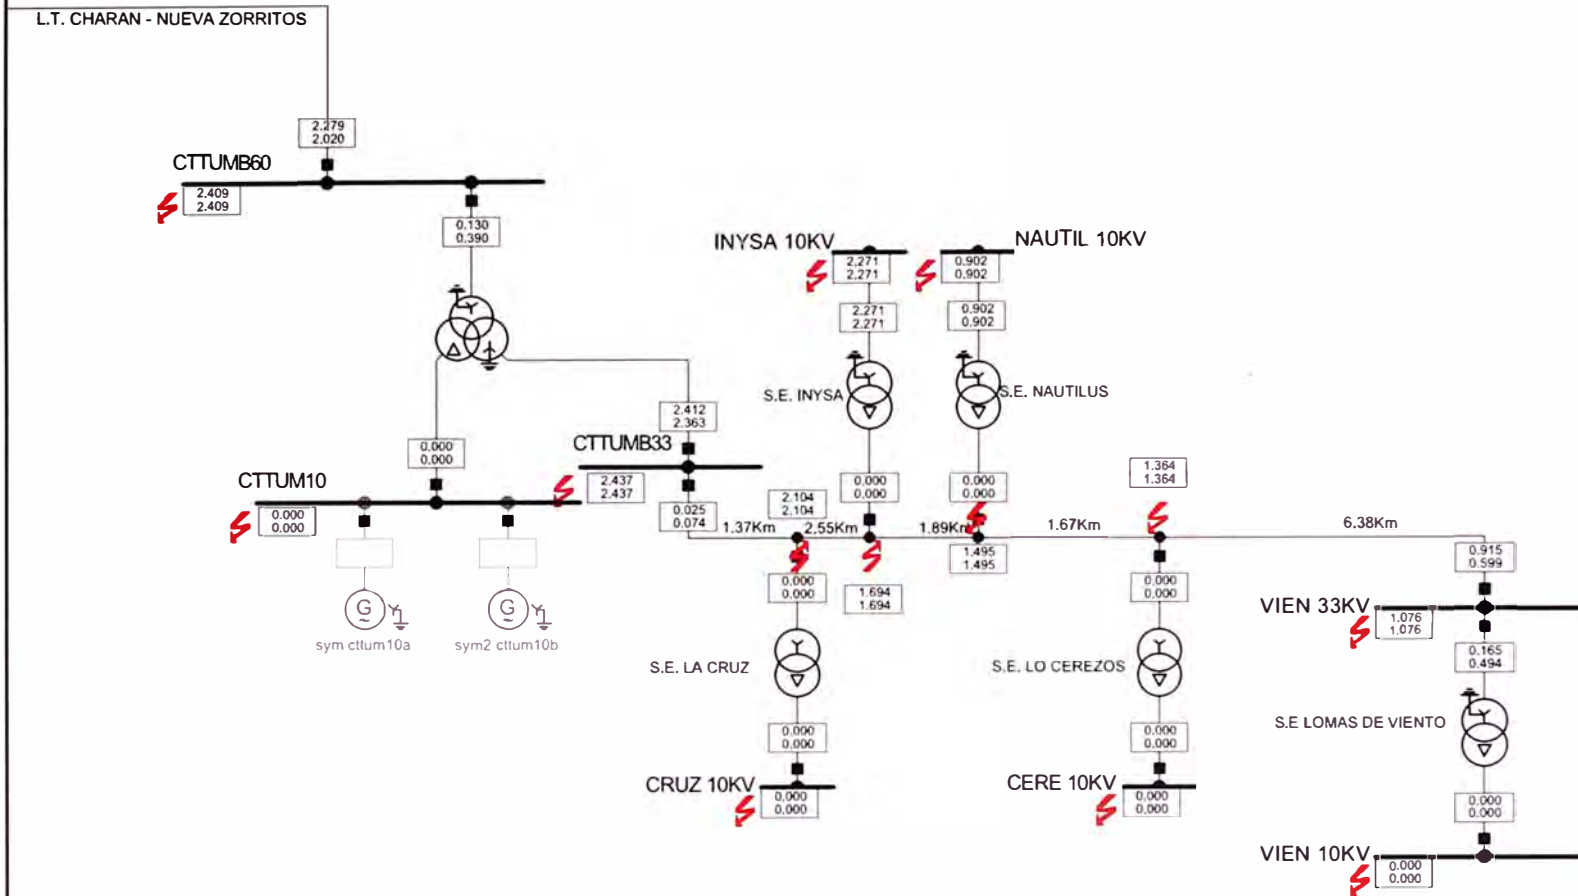 L.T. CHARAN - NUEVA ZORRITOS
2.279
2.020
CTTUMB60
2.409
2.409
0.130
0.390
INYSA 10KV
2.271
2.271
NAUTIL 10KV
0.902
0.902
2.271
2.271
0.902
0.902
S.E. INYSA
S.E. NAUTILUS
2.412
2.363
CTTUMB33
0.000
0.000
CTTUM10
2.437
2.437
0.000
0.000
0.025
0.074
2.104
2.104
0.000
0.000
0.000
0.000
1.364
1.364
1.37Km
2,55Km
1.89Km
1.67Km
6.38Km
1.495
1.495
0.915
0.599
0.000
0.000
1.694
1.694
0.000
0.000
G
G
sym cttum10a
sym2 cttum10b
VIEN 33KV
1.076
1.076
0.165
0.494
S.E. LA CRUZ
S.E. LO CEREZOS
S.E LOMAS DE VIENTO
0.000
0.000
0.000
0.000
CRUZ 10KV
0.000
0.000
CERE 10KV
0.000
0.000
0.000
0.000
VIEN 10KV
0.000
0.000